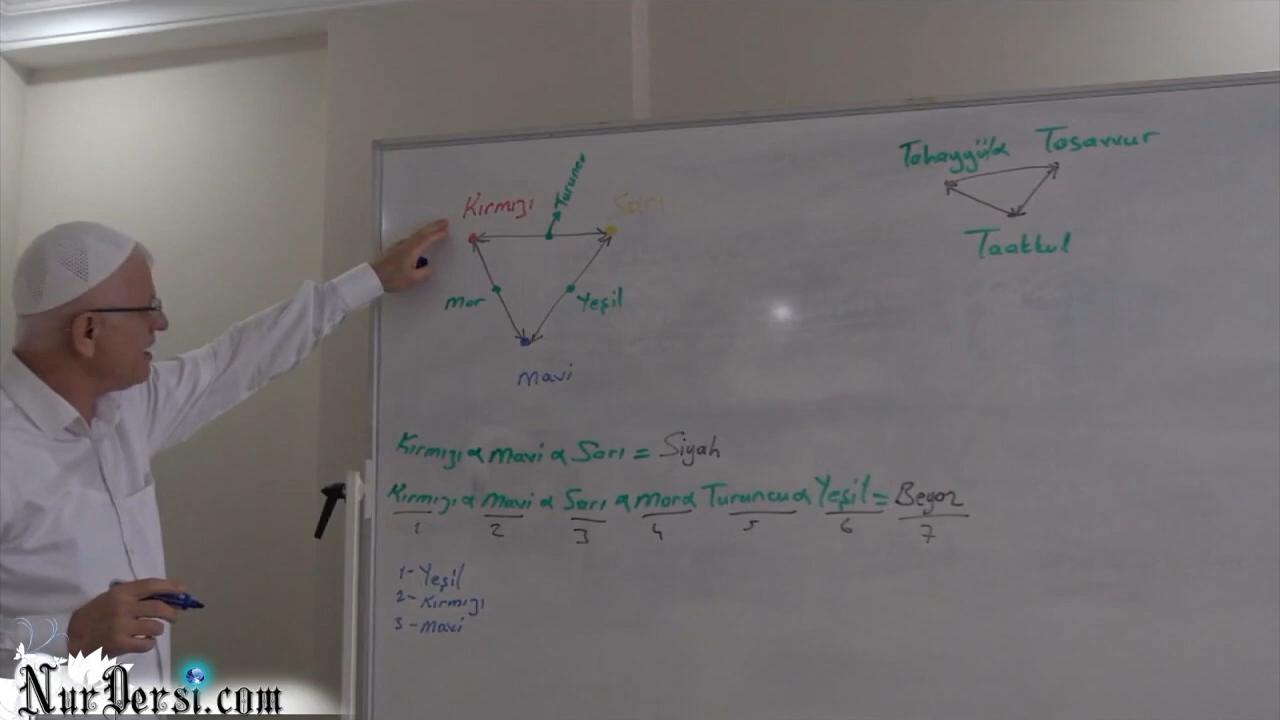 Turuncu
Kırmızı
Sarı
Mor
Yeşil
Mavi
Tahayyül α Tasavvur
Taakkul
Kırmızı α Mavi α Sarı = Siyah
Kırmızı α Mavi α Sarı α Mor α Turuncu α Yeşil = Beyaz
1 2 3 4 5 6 7
1- Yeşil
2- Kırmızı
3- Mavi
NurDersi.com